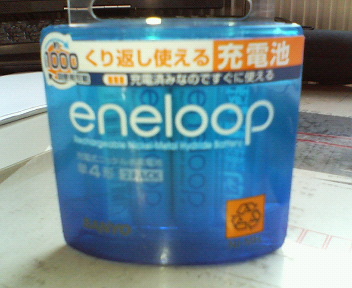 1000
くり返し使える 充電池
充電済みなのですぐに使える
eneloop
Rechargeable Nickel-Metal Hydride Battery
単4形 2PACK
SANYO